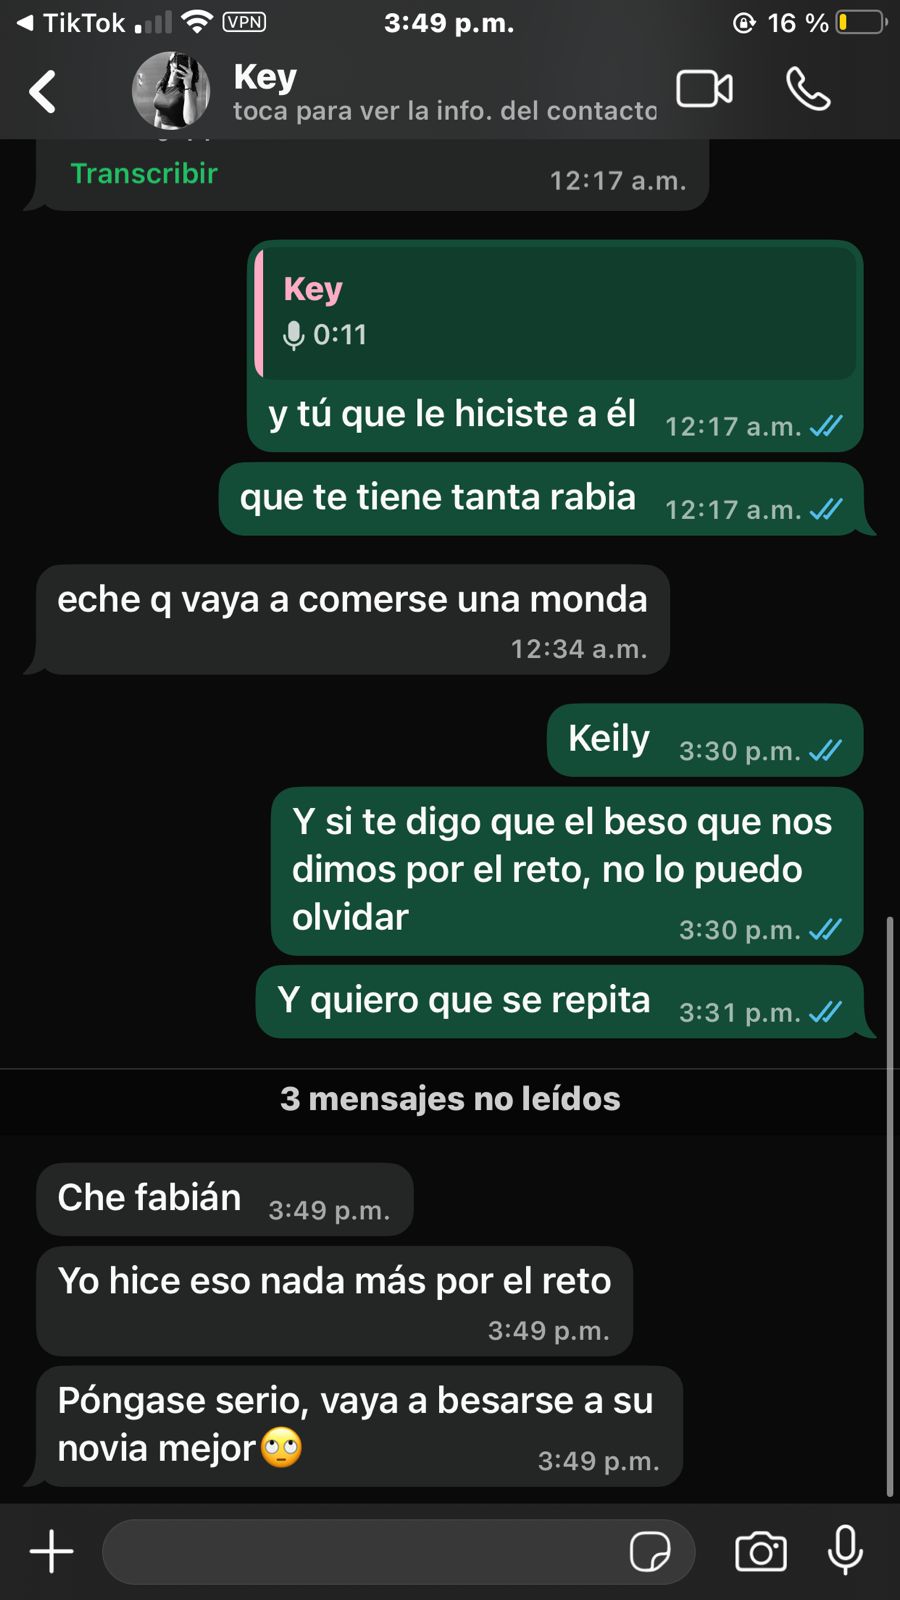 ◀ TikTok VPN 3:49 p.m. 16 %
Key
toca para ver la info. del contacto
Transcribir 12:17 a.m.
Key
0:11
y tú que le hiciste a él 12:17 a.m.
que te tiene tanta rabia 12:17 a.m.
eche q vaya a comerse una monda
12:34 a.m.
Keily 3:30 p.m.
Y si te digo que el beso que nos
dimos por el reto, no lo puedo
olvidar 3:30 p.m.
Y quiero que se repita 3:31 p.m.
3 mensajes no leídos
Che fabián 3:49 p.m.
Yo hice eso nada más por el reto
3:49 p.m.
Póngase serio, vaya a besarse a su
novia mejor🙄 3:49 p.m.